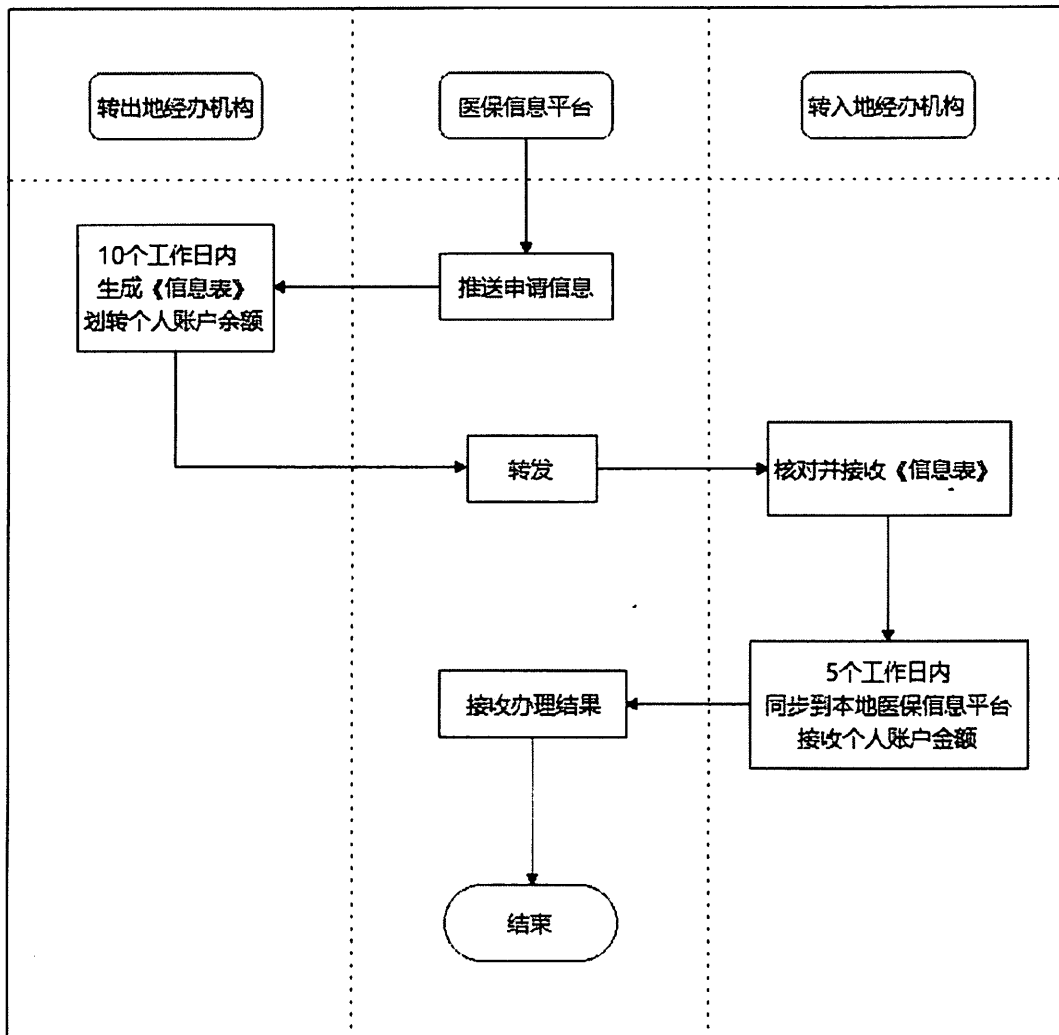 转出地经办机构
医保信息平台
转入地经办机构
10个工作日内
生成《信息表》
划转个人账户余额
推送申请信息
转发
核对并接收《信息表》
5个工作日内
同步到本地医保信息平台
接收个人账户金额
接收办理结果
结束